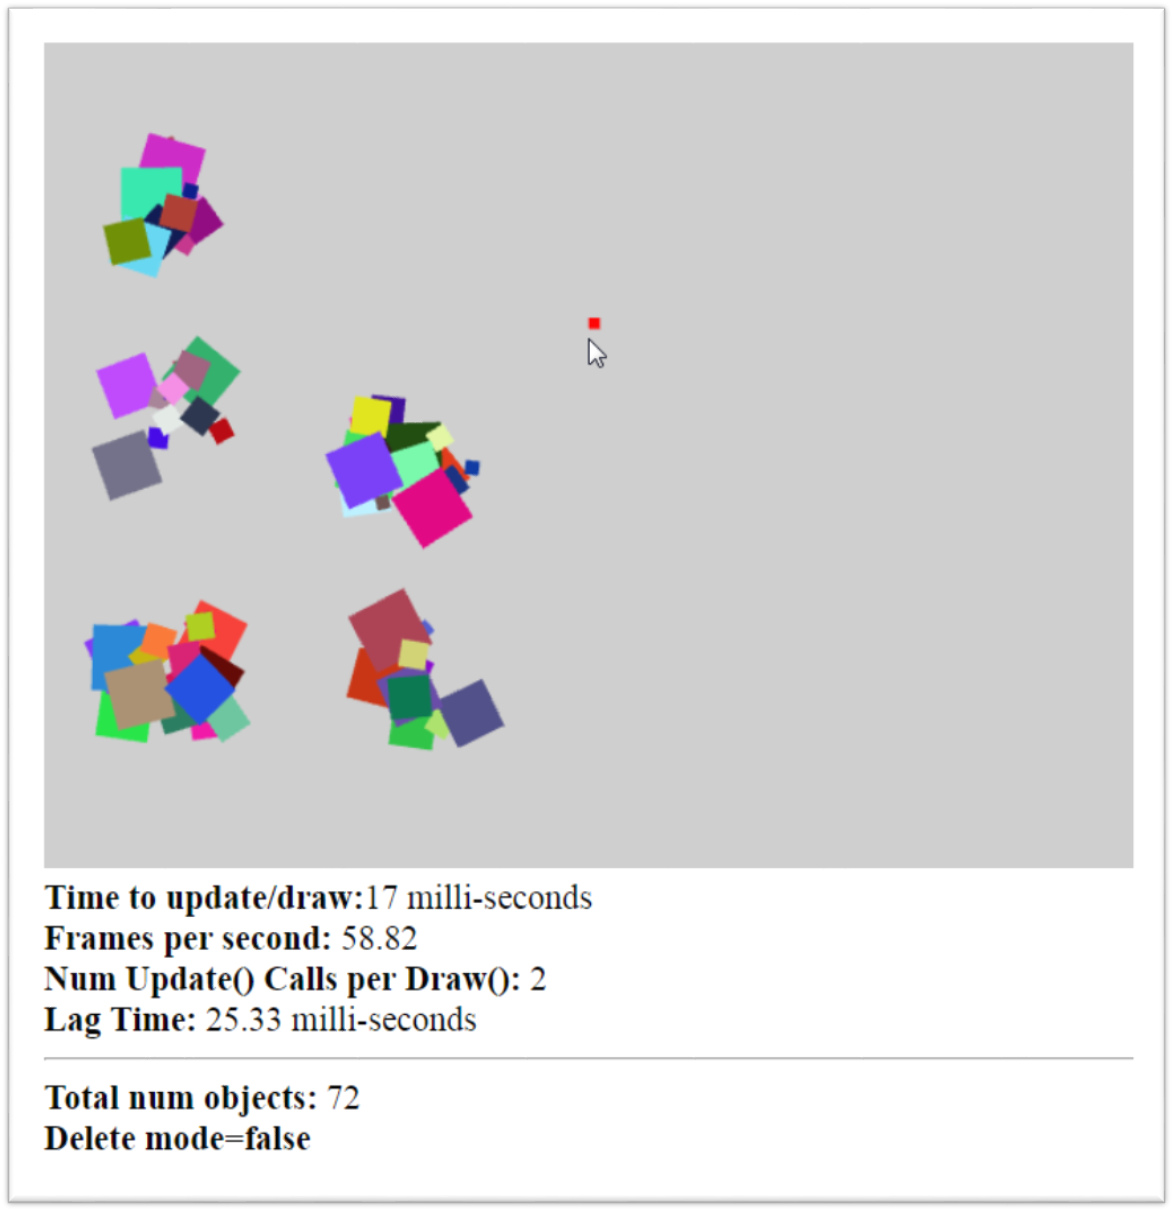 Time to update/draw:17 milli-seconds
Frames per second: 58.82
Num Update() Calls per Draw(): 2
Lag Time: 25.33 milli-seconds
Total num objects: 72
Delete mode=false